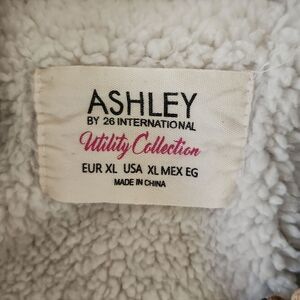 ASHLEY
BY 26 INTERNATIONAL
Utility Collection
EUR XL USA XL MEX EG
MADE IN CHINA